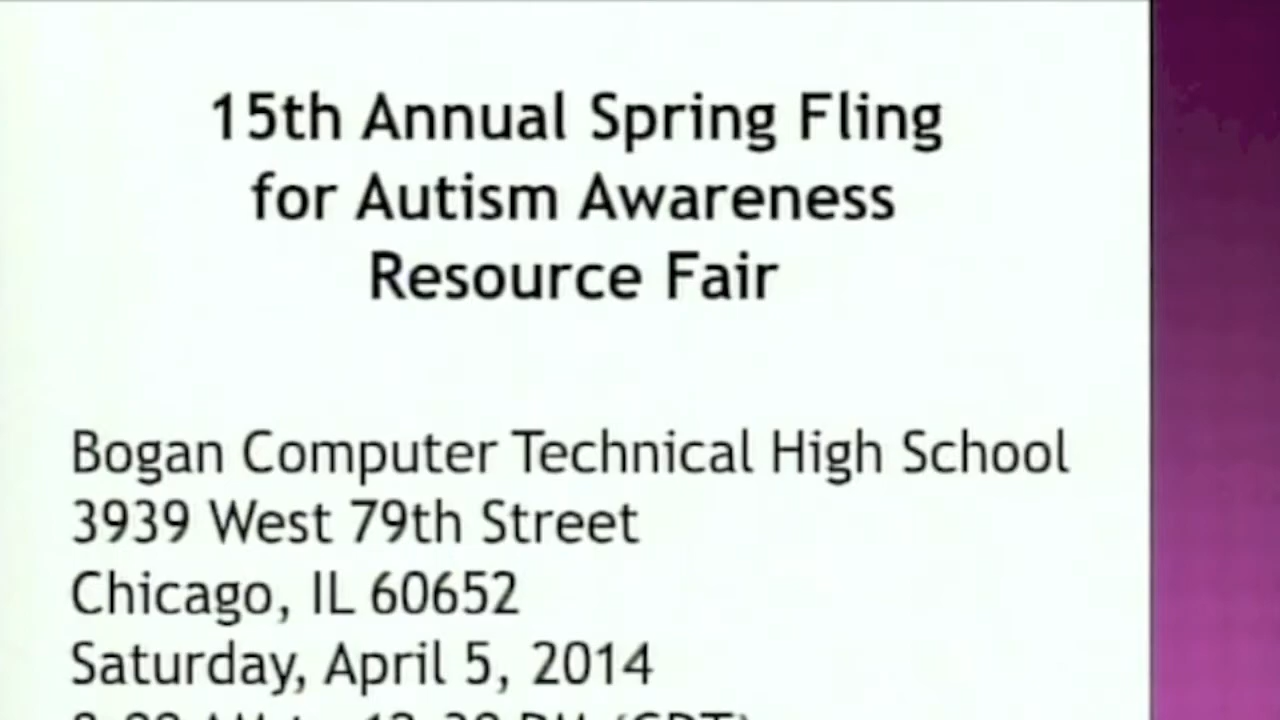 15th Annual Spring Fling
for Autism Awareness
Resource Fair
Bogan Computer Technical High School
3939 West 79th Street
Chicago, IL 60652
Saturday, April 5, 2014